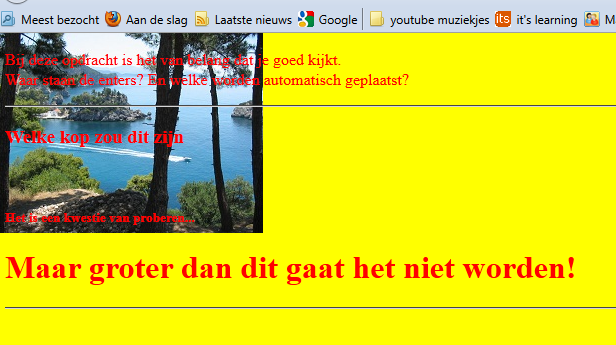 Meest bezocht Aan de slag Laatste nieuws Google youtube muziekjes it's learning M
Bij deze opdracht is het van belang dat je goed kijkt.
Waar staan de enters? En welke worden automatisch geplaatst?
Welke kop zou dit zijn
Het is een kwestie van proberen...
Maar groter dan dit gaat het niet worden!